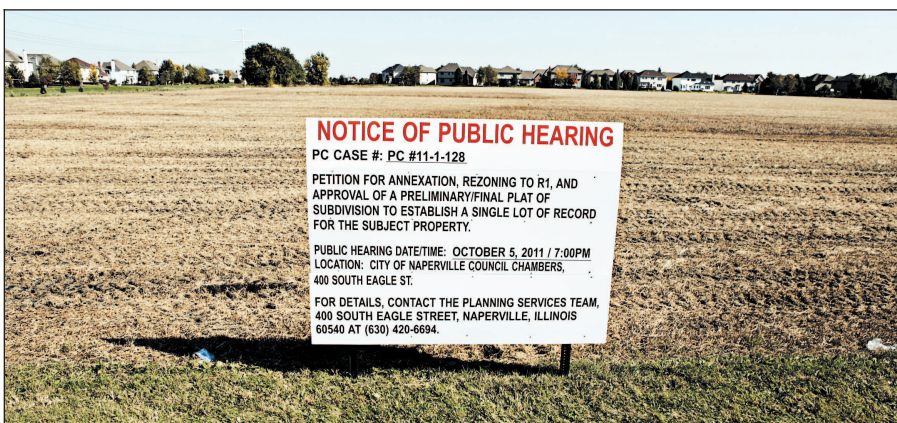 NOTICE OF PUBLIC HEARING
PC CASE #: PC #11-1-128
PETITION FOR ANNEXATION, REZONING TO R1, AND
APPROVAL OF A PRELIMINARY/FINAL PLAT OF
SUBDIVISION TO ESTABLISH A SINGLE LOT OF RECORD
FOR THE SUBJECT PROPERTY.
PUBLIC HEARING DATE/TIME: OCTOBER 5, 2011 / 7:00PM
LOCATION: CITY OF NAPERVILLE COUNCIL CHAMBERS,
400 SOUTH EAGLE ST.
FOR DETAILS, CONTACT THE PLANNING SERVICES TEAM,
400 SOUTH EAGLE STREET, NAPERVILLE, ILLINOIS
60540 AT (630) 420-6694.